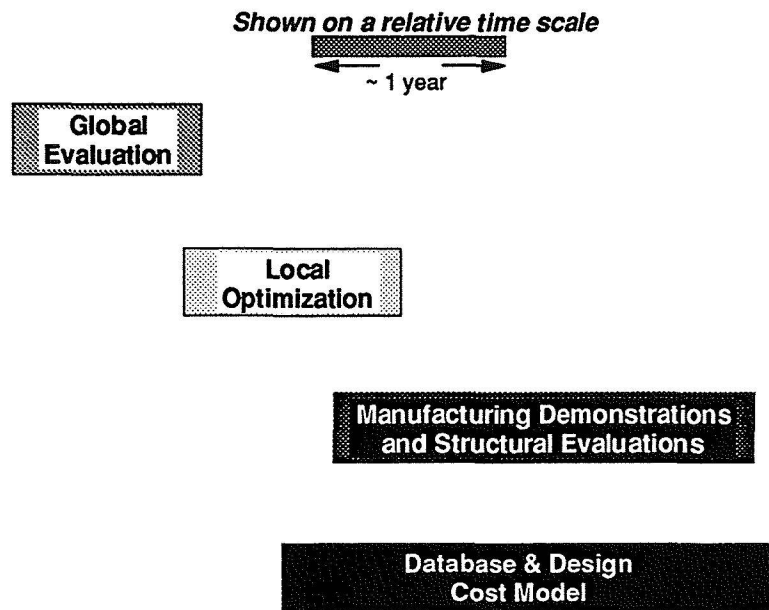 Shown on a relative time scale
~ 1 year
Global
Evaluation
Local
Optimization
Manufacturing Demonstrations
and Structural Evaluations
Database & Design
Cost Model